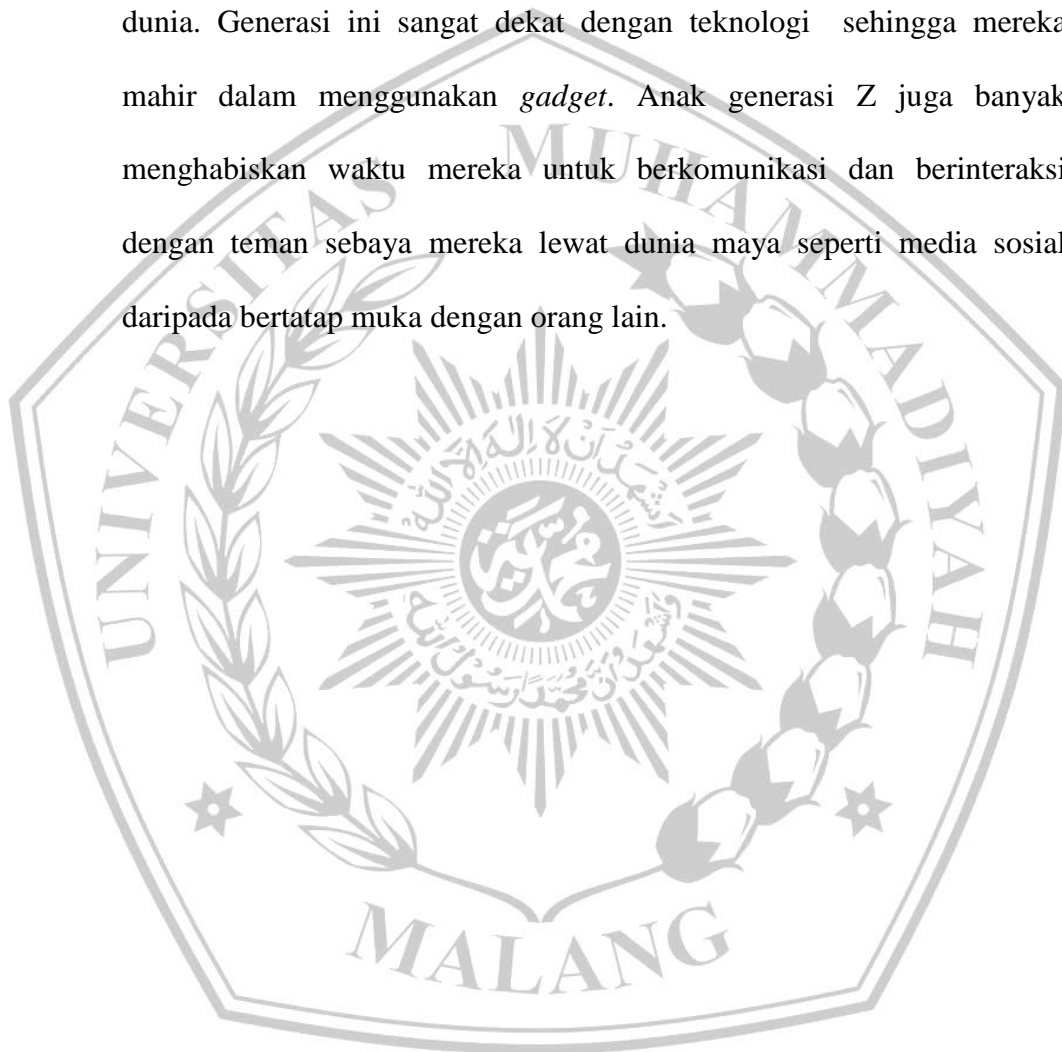 dunia. Generasi ini sangat dekat dengan teknologi sehingga mereka
mahir dalam menggunakan gadget. Anak generasi Z juga banyak
menghabiskan waktu mereka untuk berkomunikasi dan berinteraksi
dengan teman sebaya mereka lewat dunia maya seperti media sosial
daripada bertatap muka dengan orang lain.
UNIVERSITAS MUHAMMADIYAH
MALANG